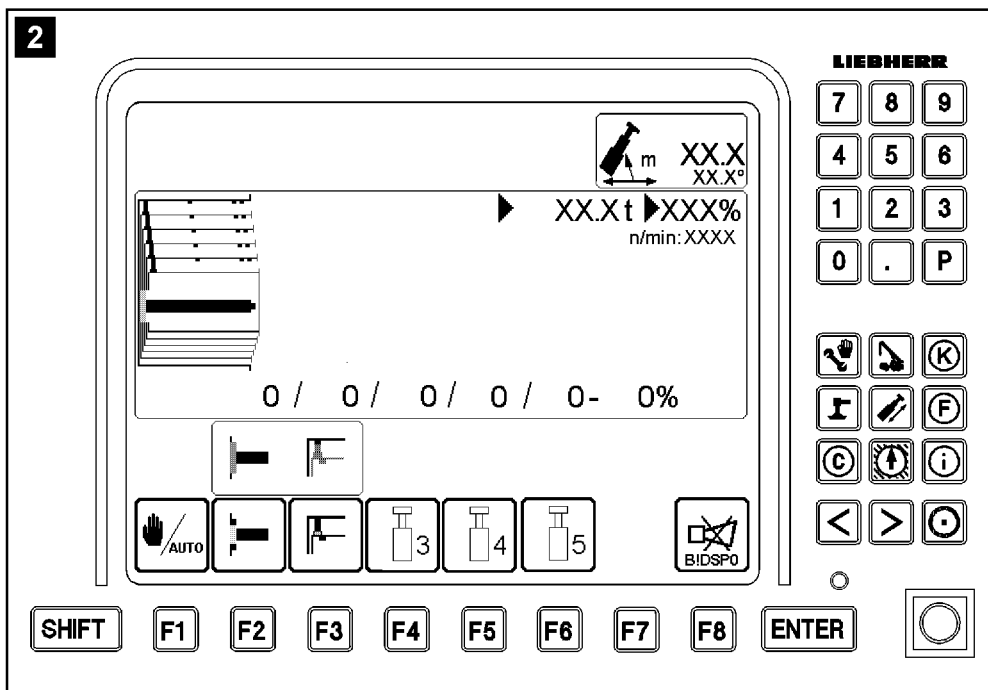 2
LIEBHERR
7 8 9
4 5 6
1 2 3
0 . P
m XX.X
XX.X°
XX.Xt XXX%
n/min:XXXX
0 / 0 / 0 / 0 / 0- 0%
K
F
C i
< >
/AUTO 3 4 5 B!DSP0
SHIFT F1 F2 F3 F4 F5 F6 F7 F8 ENTER